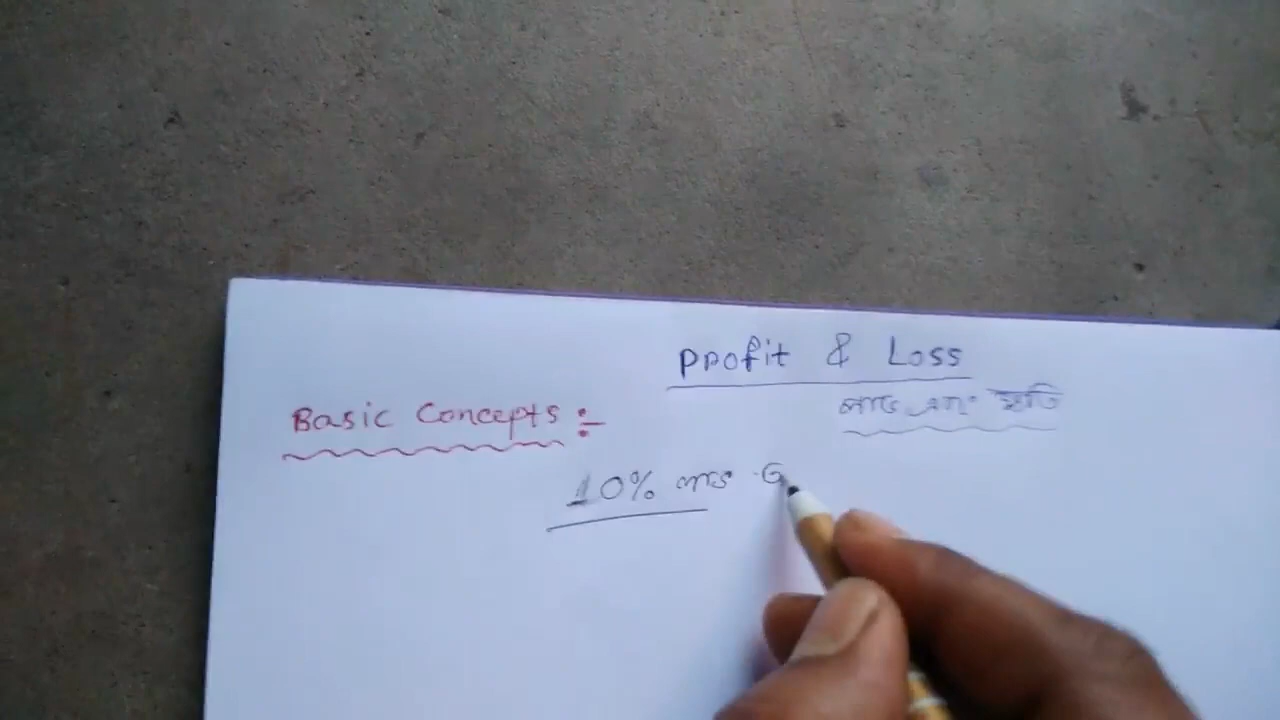 Profit & Loss
লাভ এবং ক্ষতি
Basic Concepts ÷
10% লাভ